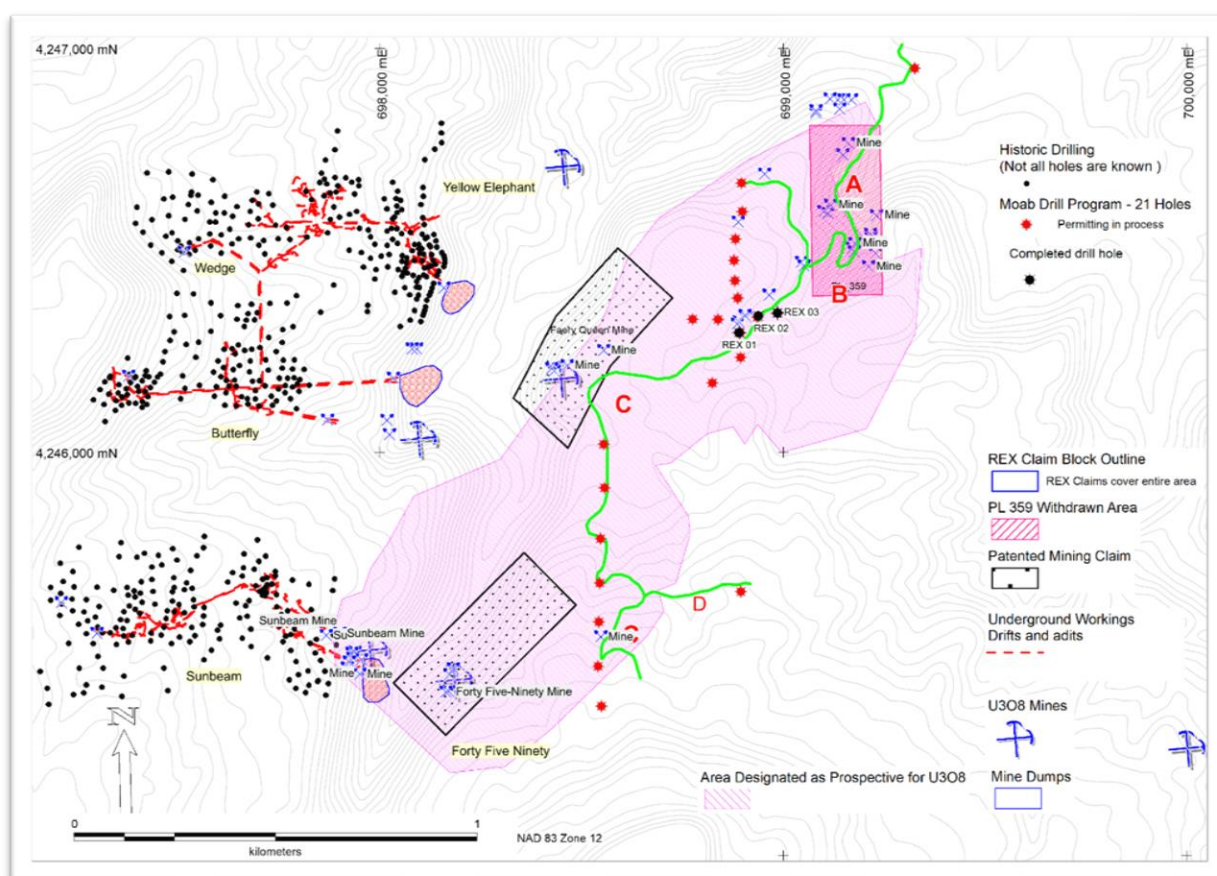 4,247,000 mN
698,000 mE
699,000 mE
700,000 mE
Yellow Elephant
Wedge
Mine
A
Mine
Mine
Mine
Mine
B
REX 03
REX 02
REX 01
Faely Queen Mine
Mine
Mine
C
Butterfly
4,246,000 mN
Historic Drilling
(Not all holes are known )
Moab Drill Program - 21 Holes
Permitting in process
Completed drill hole
REX Claim Block Outline
REX Claims cover entire area
PL 359 Withdrawn Area
Patented Mining Claim
Underground Workings
Drifts and adits
U3O8 Mines
Mine Dumps
Area Designated as Prospective for U3O8
D
Mine
Sunbeam Mine
Sunbeam Mine
Mine
Mine
Sunbeam
Forty Five-Ninety Mine
Forty Five Ninety
N
0
1
kilometers
NAD 83 Zone 12